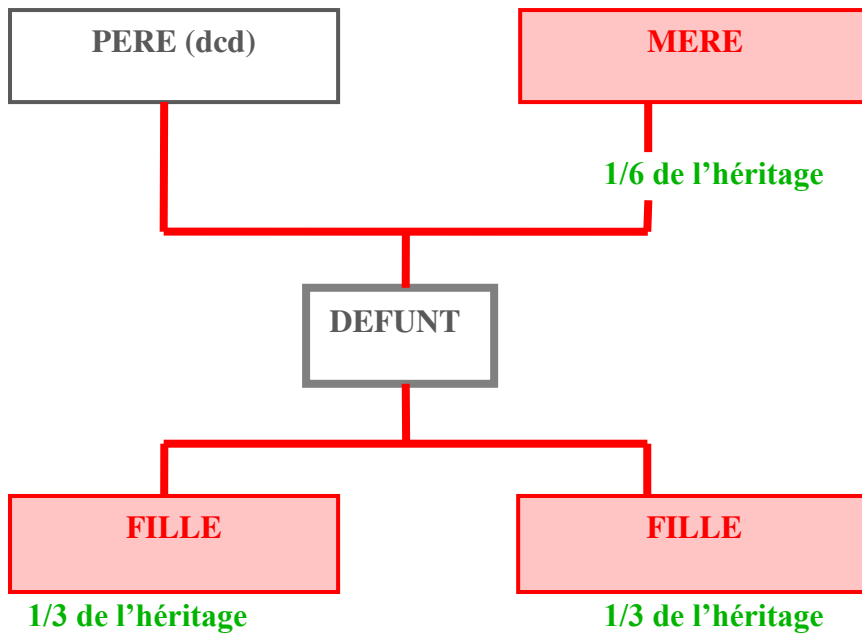 PERE (dcd)
MERE
1/6 de l’héritage
DEFUNT
FILLE
FILLE
1/3 de l’héritage
1/3 de l’héritage